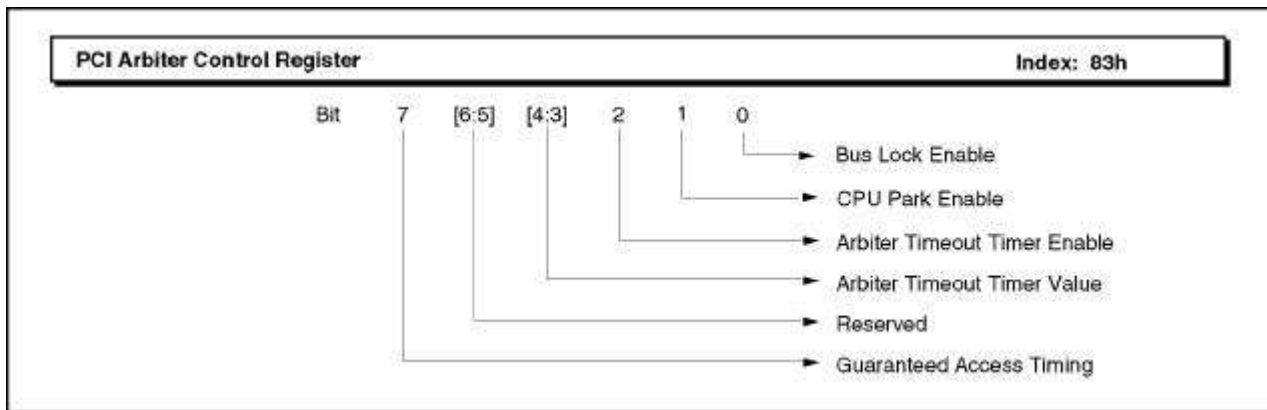 PCI Arbiter Control Register Index: 83h
Bit 7 [6:5] [4:3] 2 1 0
Bus Lock Enable
CPU Park Enable
Arbiter Timeout Timer Enable
Arbiter Timeout Timer Value
Reserved
Guaranteed Access Timing